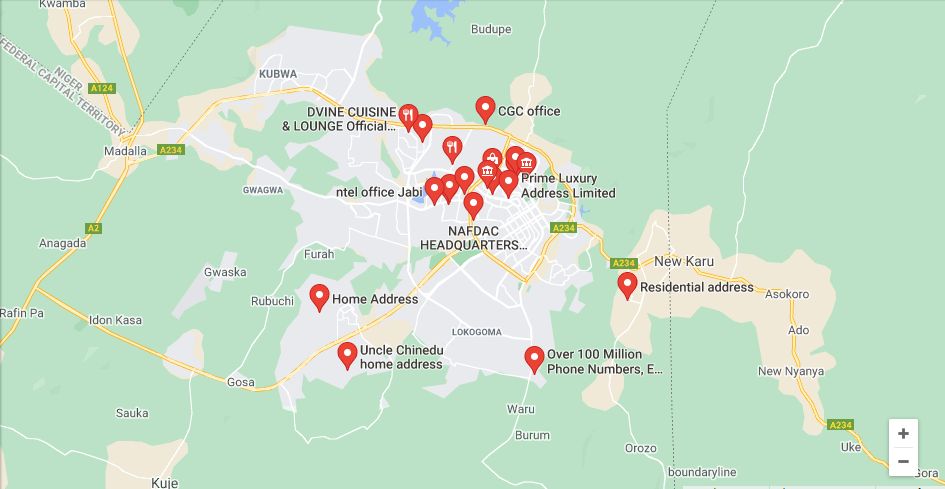 Kwamba
Budupe
NIGER
FEDERAL CAPITAL TERRITORY
KUBWA
A124
DVINE CUISINE
& LOUNGE Official...
CGC office
Madalla
A234
GWAGWA
ntel office Jabi
Prime Luxury
Address Limited
A2
A234
NAFDAC
HEADQUARTERS...
Anagada
Furah
A234
New Karu
Gwaska
Residential address
Asokoro
Rubuchi
Home Address
Rafin Pa
Idon Kasa
LOKOGOMA
Ado
Uncle Chinedu
home address
Over 100 Million
Phone Numbers, E...
New Nyanya
Gosa
Sauka
Waru
Burum
A234
Orozo
Uke
boundaryline
Gora
Kuje
+
−